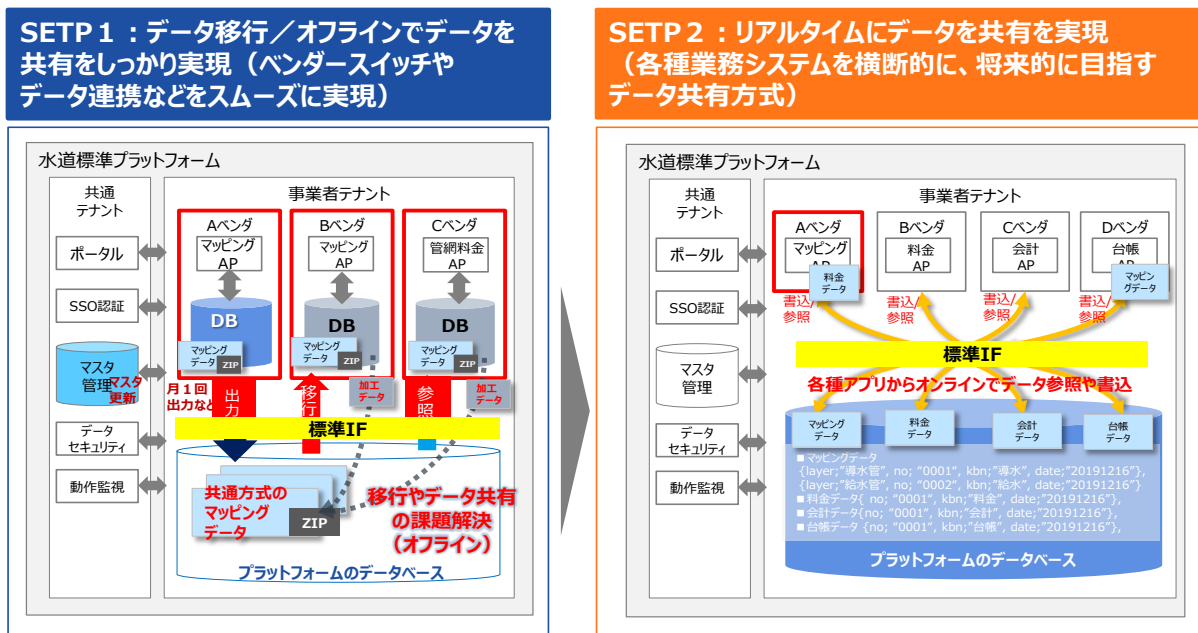 SETP１：データ移行／オフラインでデータを
共有をしっかり実現（ベンダースイッチや
データ連携などをスムーズに実現）
水道標準プラットフォーム
共通
テナント
ポータル
SSO認証
マスタ
管理
マスタ
更新
データ
セキュリティ
動作監視
事業者テナント
Aベンダ
マッピング
AP
DB
マッピング
データ
ZIP
Bベンダ
マッピング
AP
DB
マッピング
データ
ZIP
Cベンダ
管網料金
AP
DB
マッピング
データ
ZIP
月１回
出力など
出力
移行
加工
データ
参照
加工
データ
標準IF
共通方式の
マッピング
データ
ZIP
移行やデータ共有
の課題解決
（オフライン）
プラットフォームのデータベース
SETP２：リアルタイムにデータを共有を実現
（各種業務システムを横断的に、将来的に目指す
データ共有方式）
水道標準プラットフォーム
共通
テナント
ポータル
SSO認証
マスタ
管理
データ
セキュリティ
動作監視
事業者テナント
Aベンダ
マッピング
AP
料金
データ
Bベンダ
料金
AP
Cベンダ
会計
AP
Dベンダ
台帳
AP
マッピン
グデータ
書込/
参照
書込/
参照
書込/
参照
書込/
参照
標準IF
各種アプリからオンラインでデータ参照や書込
マッピング
データ
料金
データ
会計
データ
台帳
データ
■マッピングデータ
{layer;"導水管", no; "0001", kbn;"導水", date;"20191216"},
{layer;"給水管", no; "0002", kbn;"給水", date;"20191216"}
■料金データ{ no; "0001", kbn;"料金", date;"20191216"},
■会計データ{no; "0001", kbn;"会計", date;"20191216"},
■台帳データ {no; "0001", kbn;"台帳", date;"20191216"},
プラットフォームのデータベース